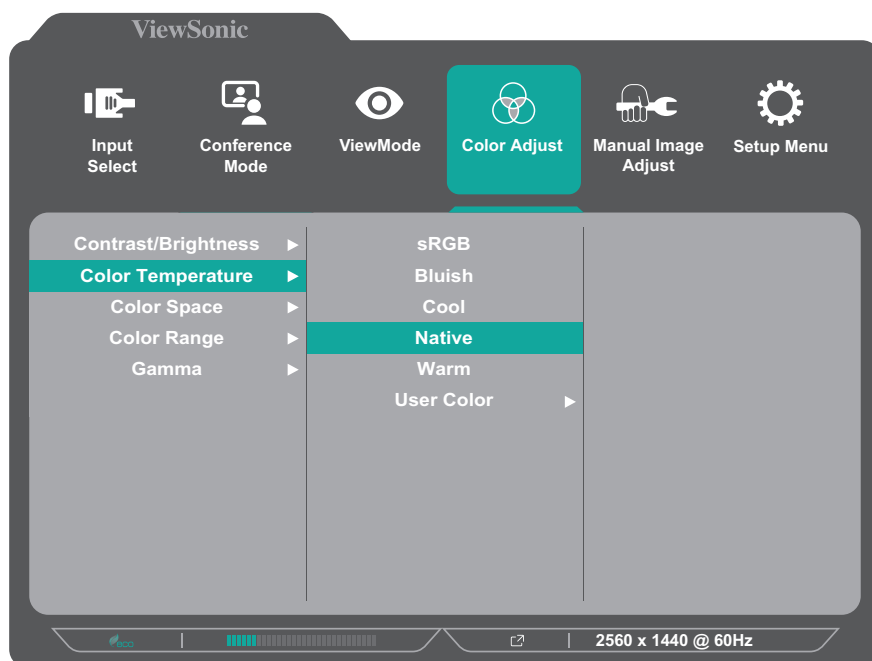 ViewSonic
Input Select
Conference Mode
ViewMode
Color Adjust
Manual Image Adjust
Setup Menu
Contrast/Brightness ▶
Color Temperature ▶
Color Space ▶
Color Range ▶
Gamma ▶
sRGB
Bluish
Cool
Native
Warm
User Color ▶
eco
2560 x 1440 @ 60Hz